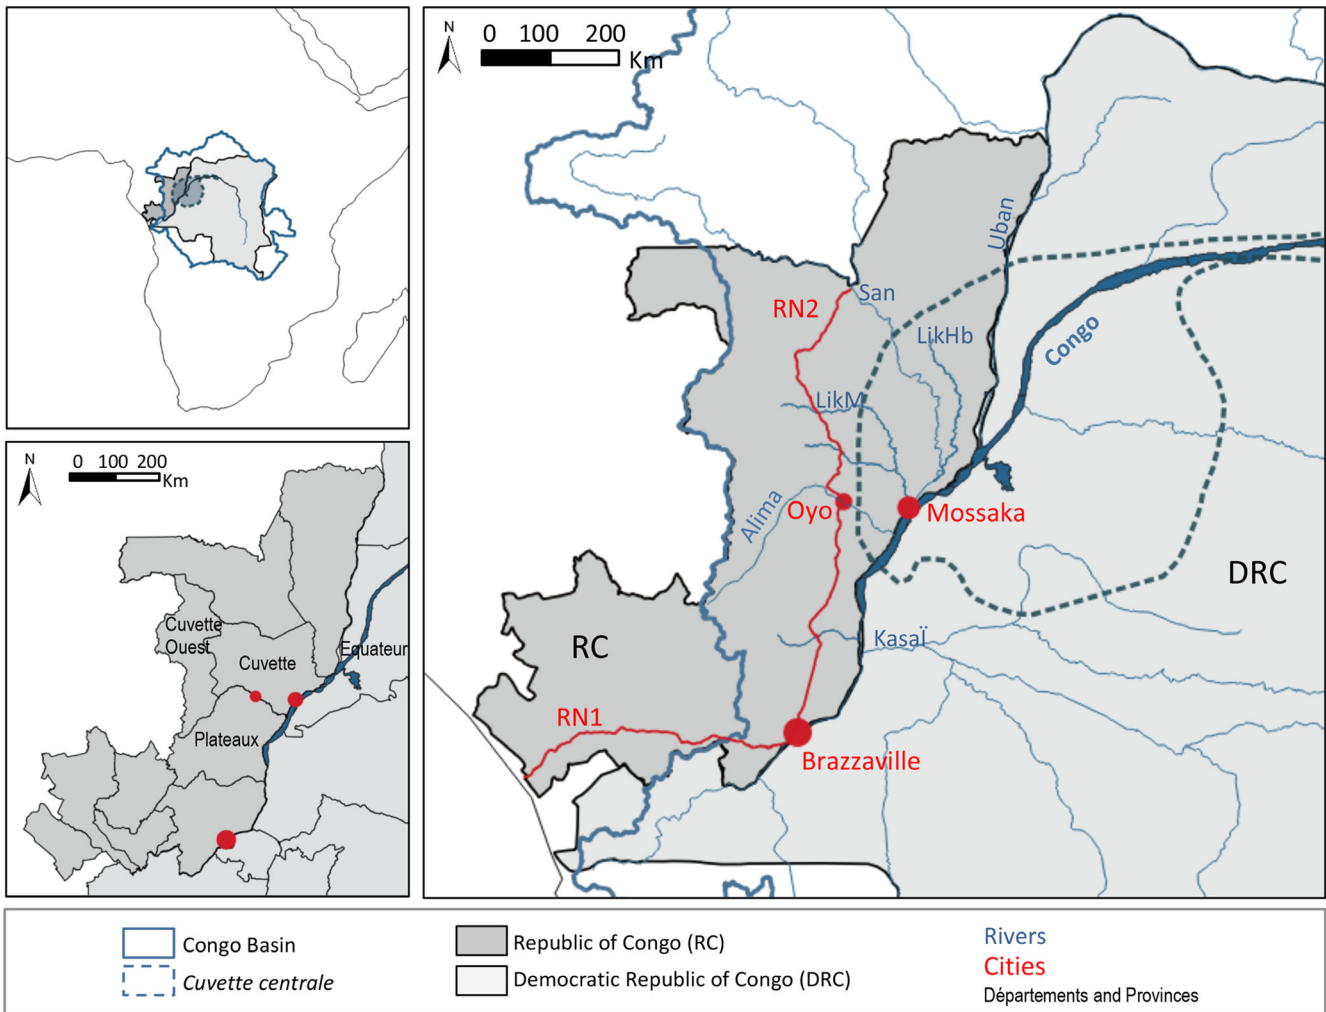 N
0 100 200
Km
Uban
San
RN2
LikHb
Congo
LikM
Alima
Oyo
Mossaka
DRC
RC
KasaÏ
RN1
Brazzaville
N
0 100 200
Km
Cuvette
Ouest
Cuvette
Equateur
Plateaux
Congo Basin
Cuvette centrale
Republic of Congo (RC)
Democratic Republic of Congo (DRC)
Rivers
Cities
Départements and Provinces